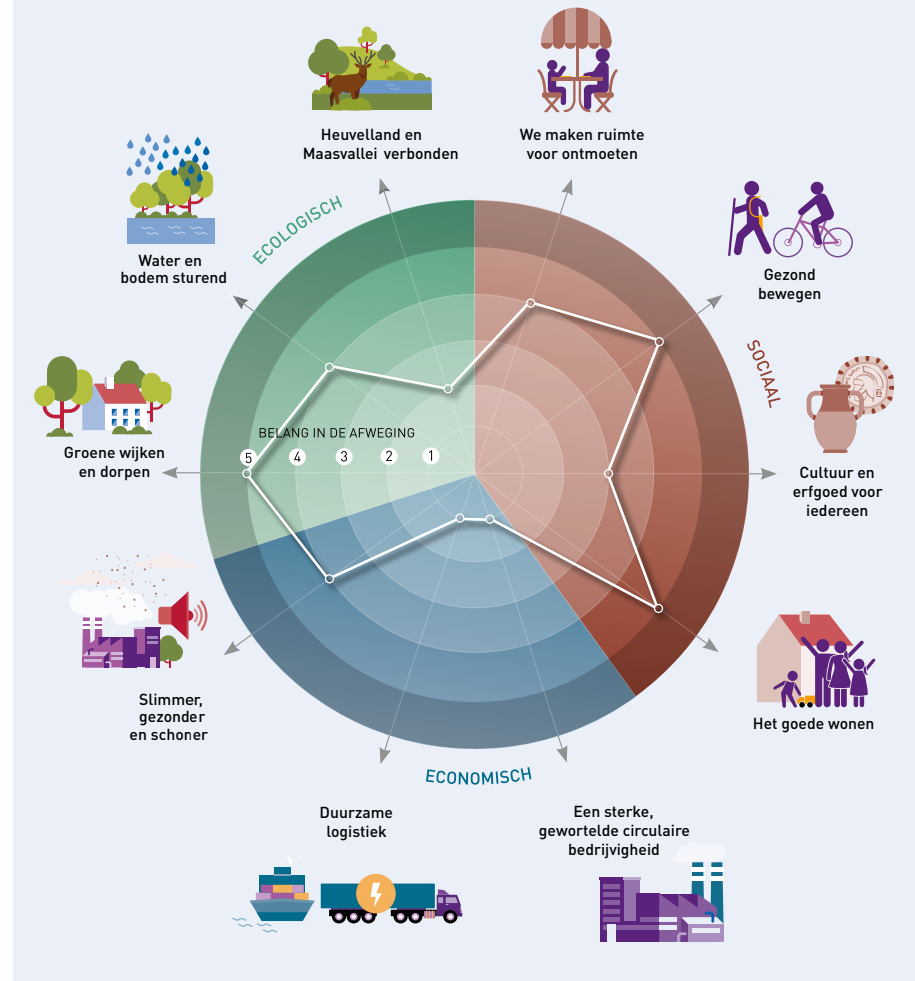 Heuvelland en
Maasvallei verbonden
We maken ruimte
voor ontmoeten
ECOLOGISCH
Water en
bodem sturend
Gezond
bewegen
SOCIAAL
BELANG IN DE AFWEGING
5 4 3 2 1
Groene wijken
en dorpen
Cultuur en
erfgoed voor
iedereen
Slimmer,
gezonder
en schoner
Het goede wonen
ECONOMISCH
Duurzame
logistiek
Een sterke,
gewortelde circulaire
bedrijvigheid